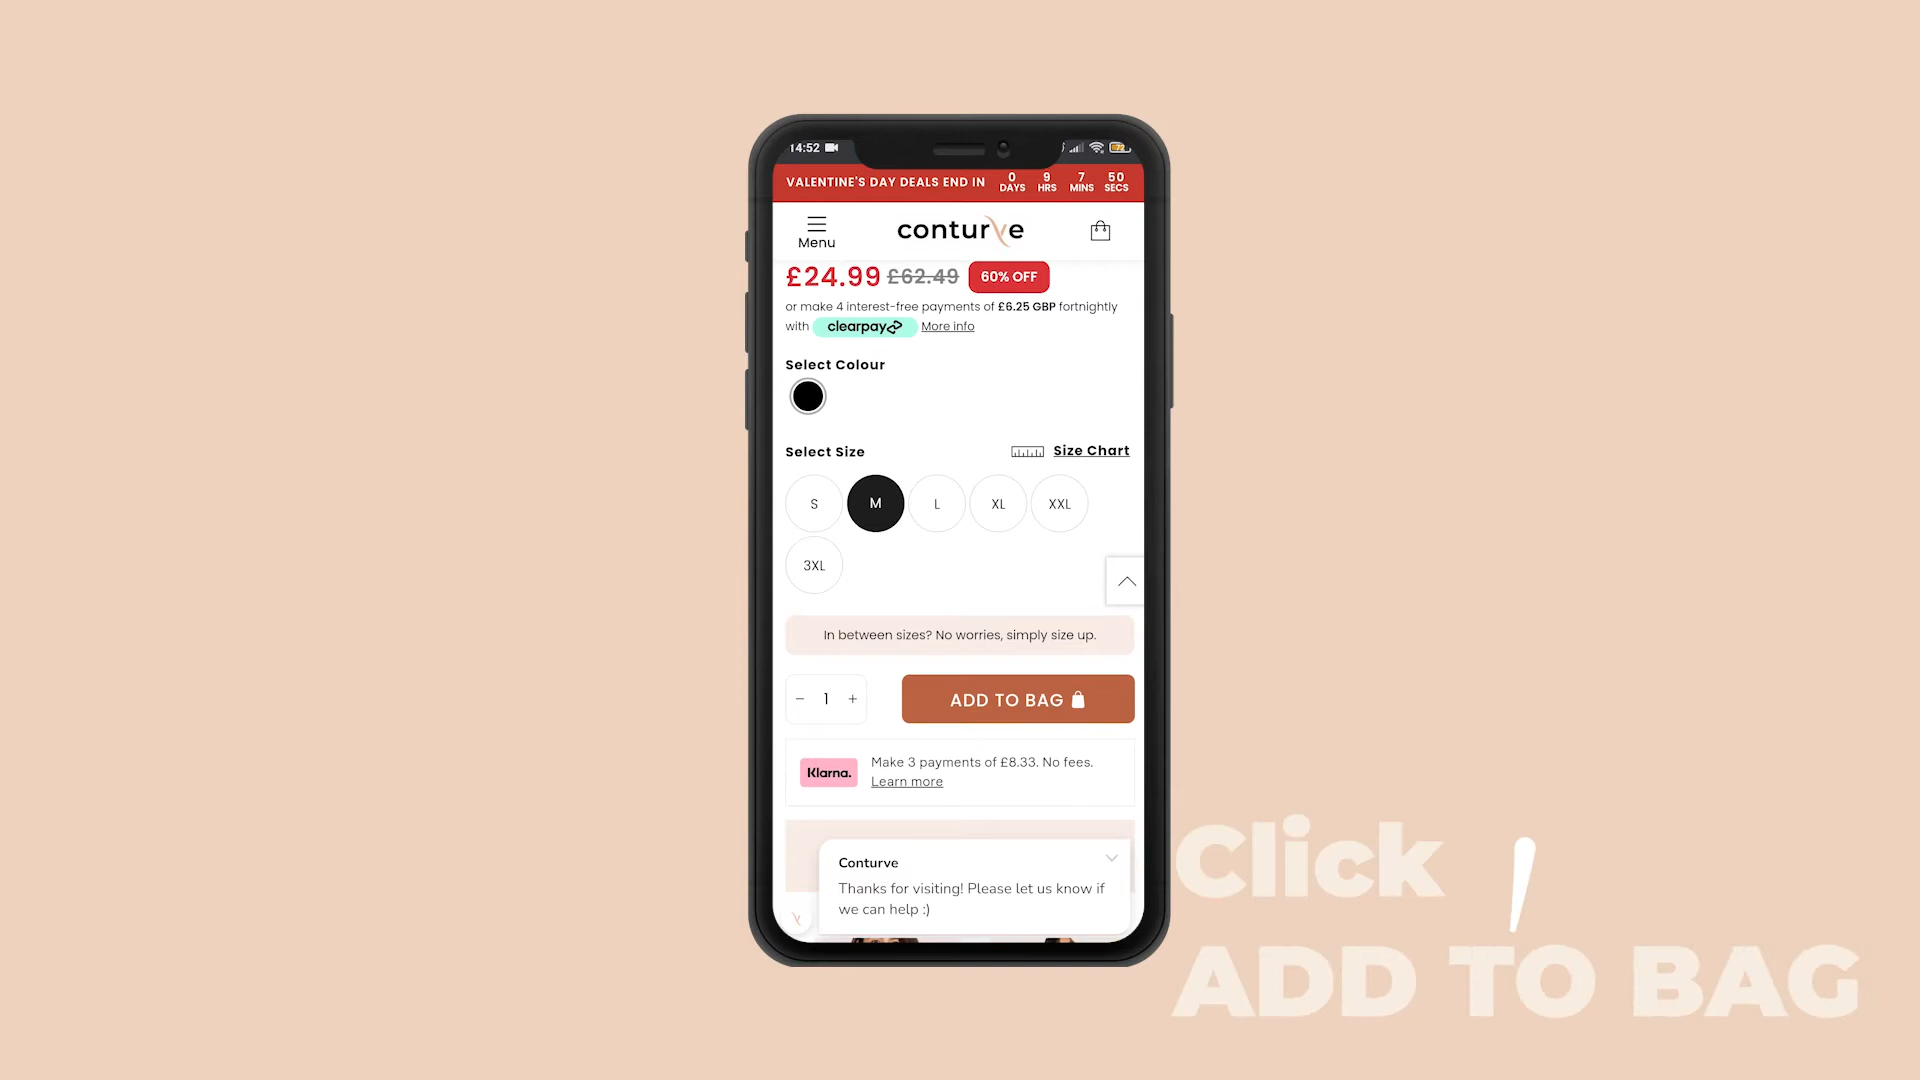 14:52
72
VALENTINE'S DAY DEALS END IN
0 DAYS 9 HRS 7 MINS 50 SECS
Menu
conturve
£24.99 £62.49 60% OFF
or make 4 interest-free payments of £6.25 GBP fortnightly
with clearpay More info
Select Colour
Select Size
Size Chart
S M L XL XXL
3XL
In between sizes? No worries, simply size up.
− 1 +
ADD TO BAG
Klarna.
Make 3 payments of £8.33. No fees.
Learn more
Conturve
Thanks for visiting! Please let us know if
we can help :)
Click
ADD TO BAG